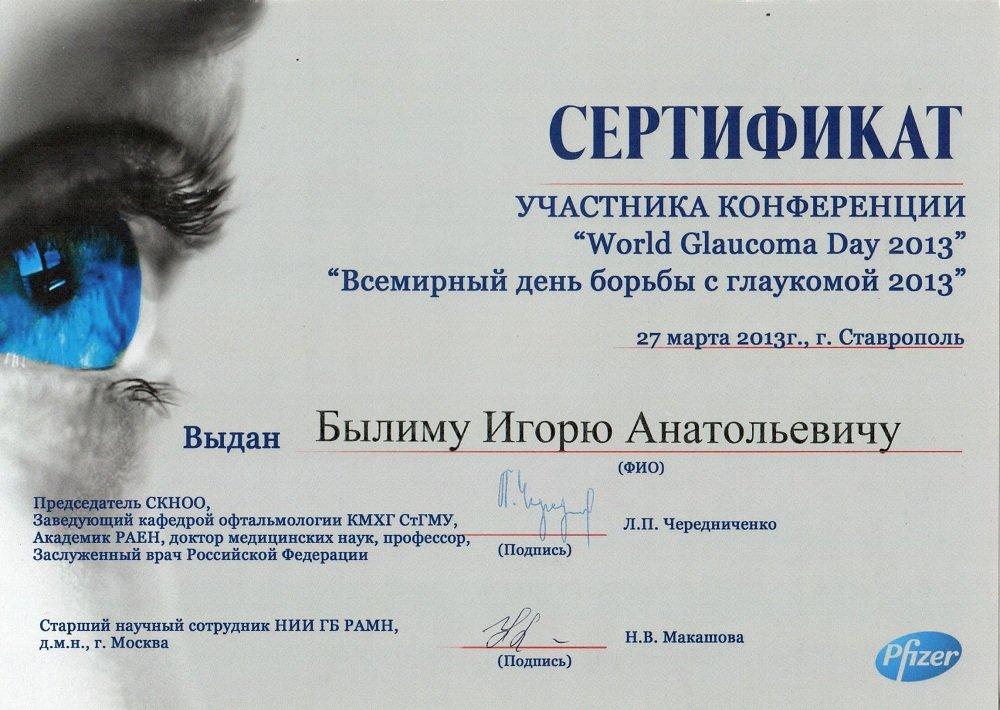 СЕРТИФИКАТ
УЧАСТНИКА КОНФЕРЕНЦИИ
“World Glaucoma Day 2013”
“Всемирный день борьбы с глаукомой 2013”
27 марта 2013г., г. Ставрополь
Выдан Былиму Игорю Анатольевичу
(ФИО)
Председатель СКНОО,
Заведующий кафедрой офтальмологии КМХГ СтГМУ,
Академик РАЕН, доктор медицинских наук, профессор,
Заслуженный врач Российской Федерации
(Подпись)
Л.П. Чередниченко
Старший научный сотрудник НИИ ГБ РАМН,
д.м.н., г. Москва
(Подпись)
Н.В. Макашова
Pfizer